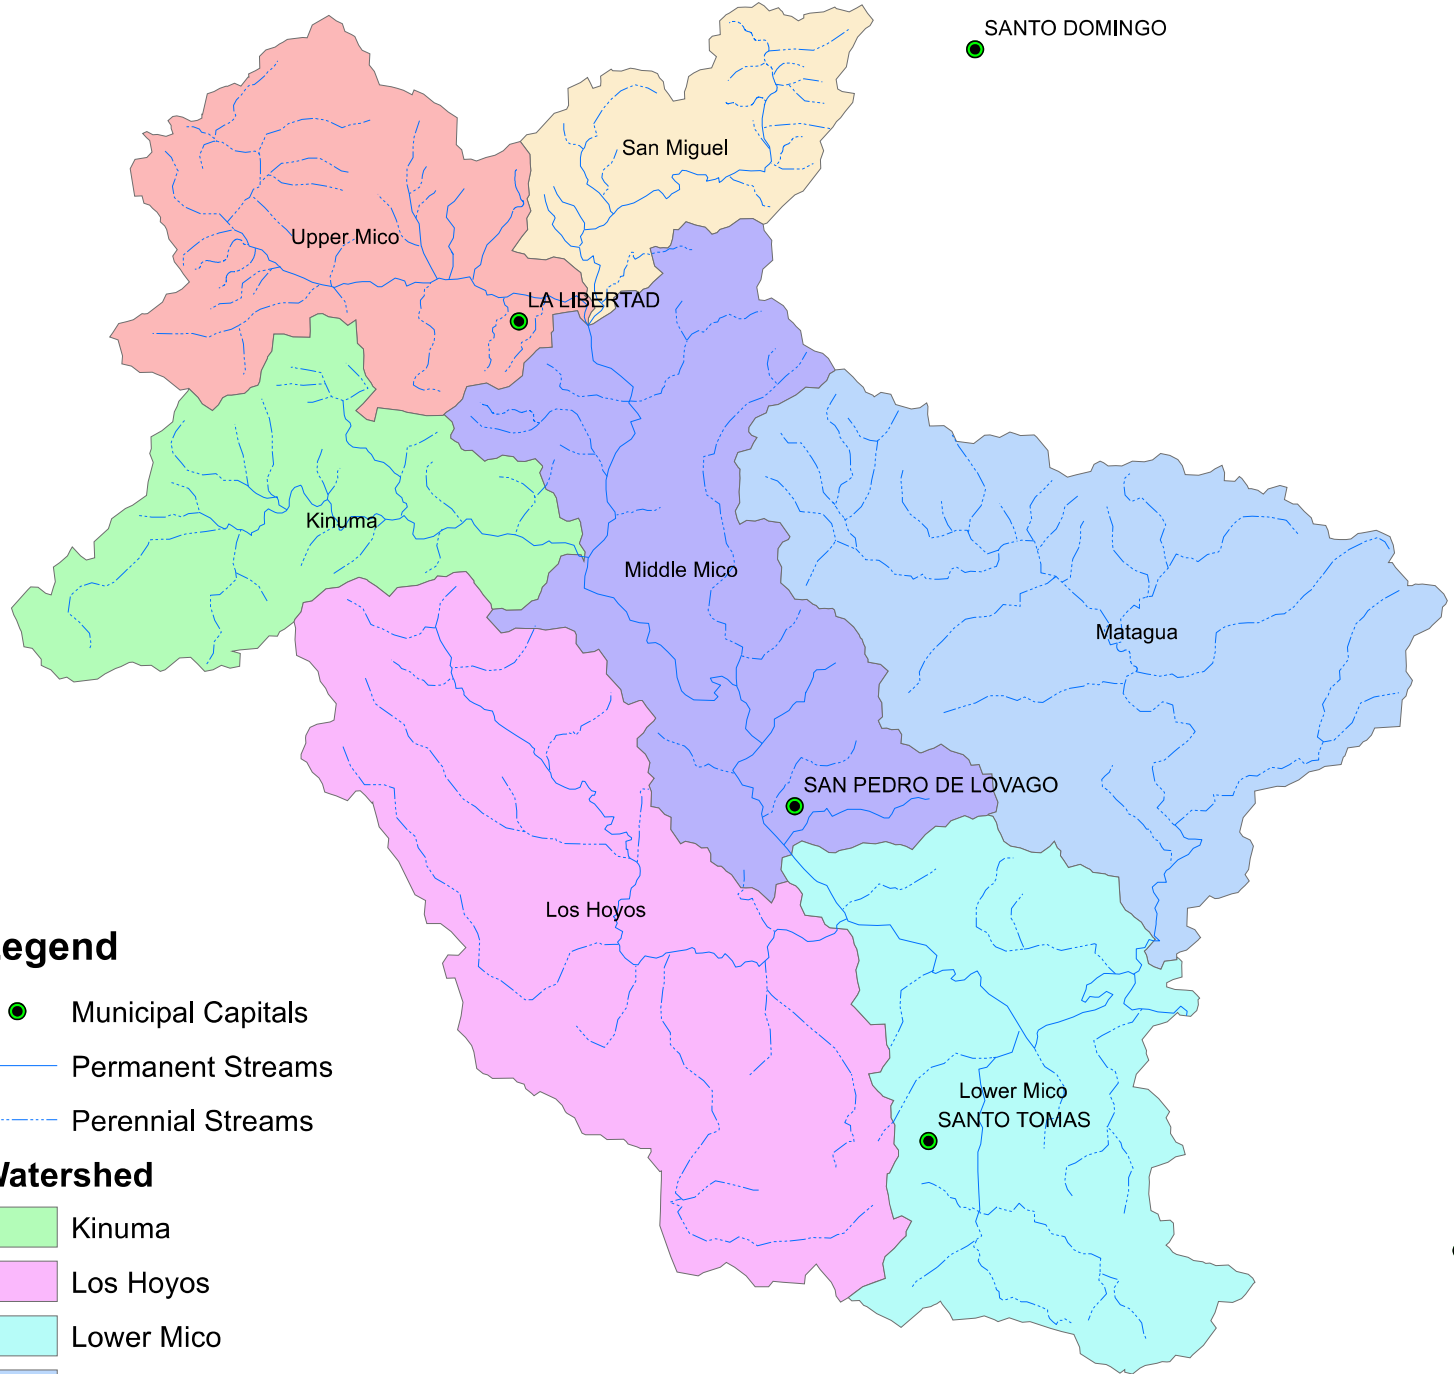 SANTO DOMINGO
San Miguel
Upper Mico
LA LIBERTAD
Kinuma
Middle Mico
Matagua
SAN PEDRO DE LOVAGO
Los Hoyos
Lower Mico
SANTO TOMAS
egend
Municipal Capitals
Permanent Streams
Perennial Streams
Watershed
Kinuma
Los Hoyos
Lower Mico